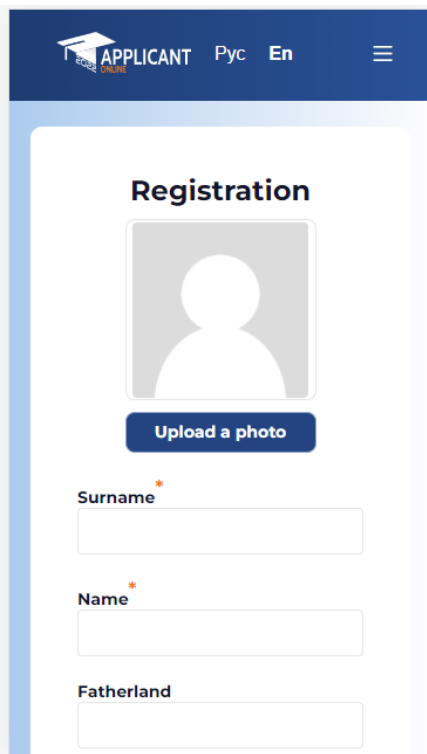 APPLICANT
ONLINE
Рус En
Registration
Upload a photo
Surname*
Name*
Fatherland